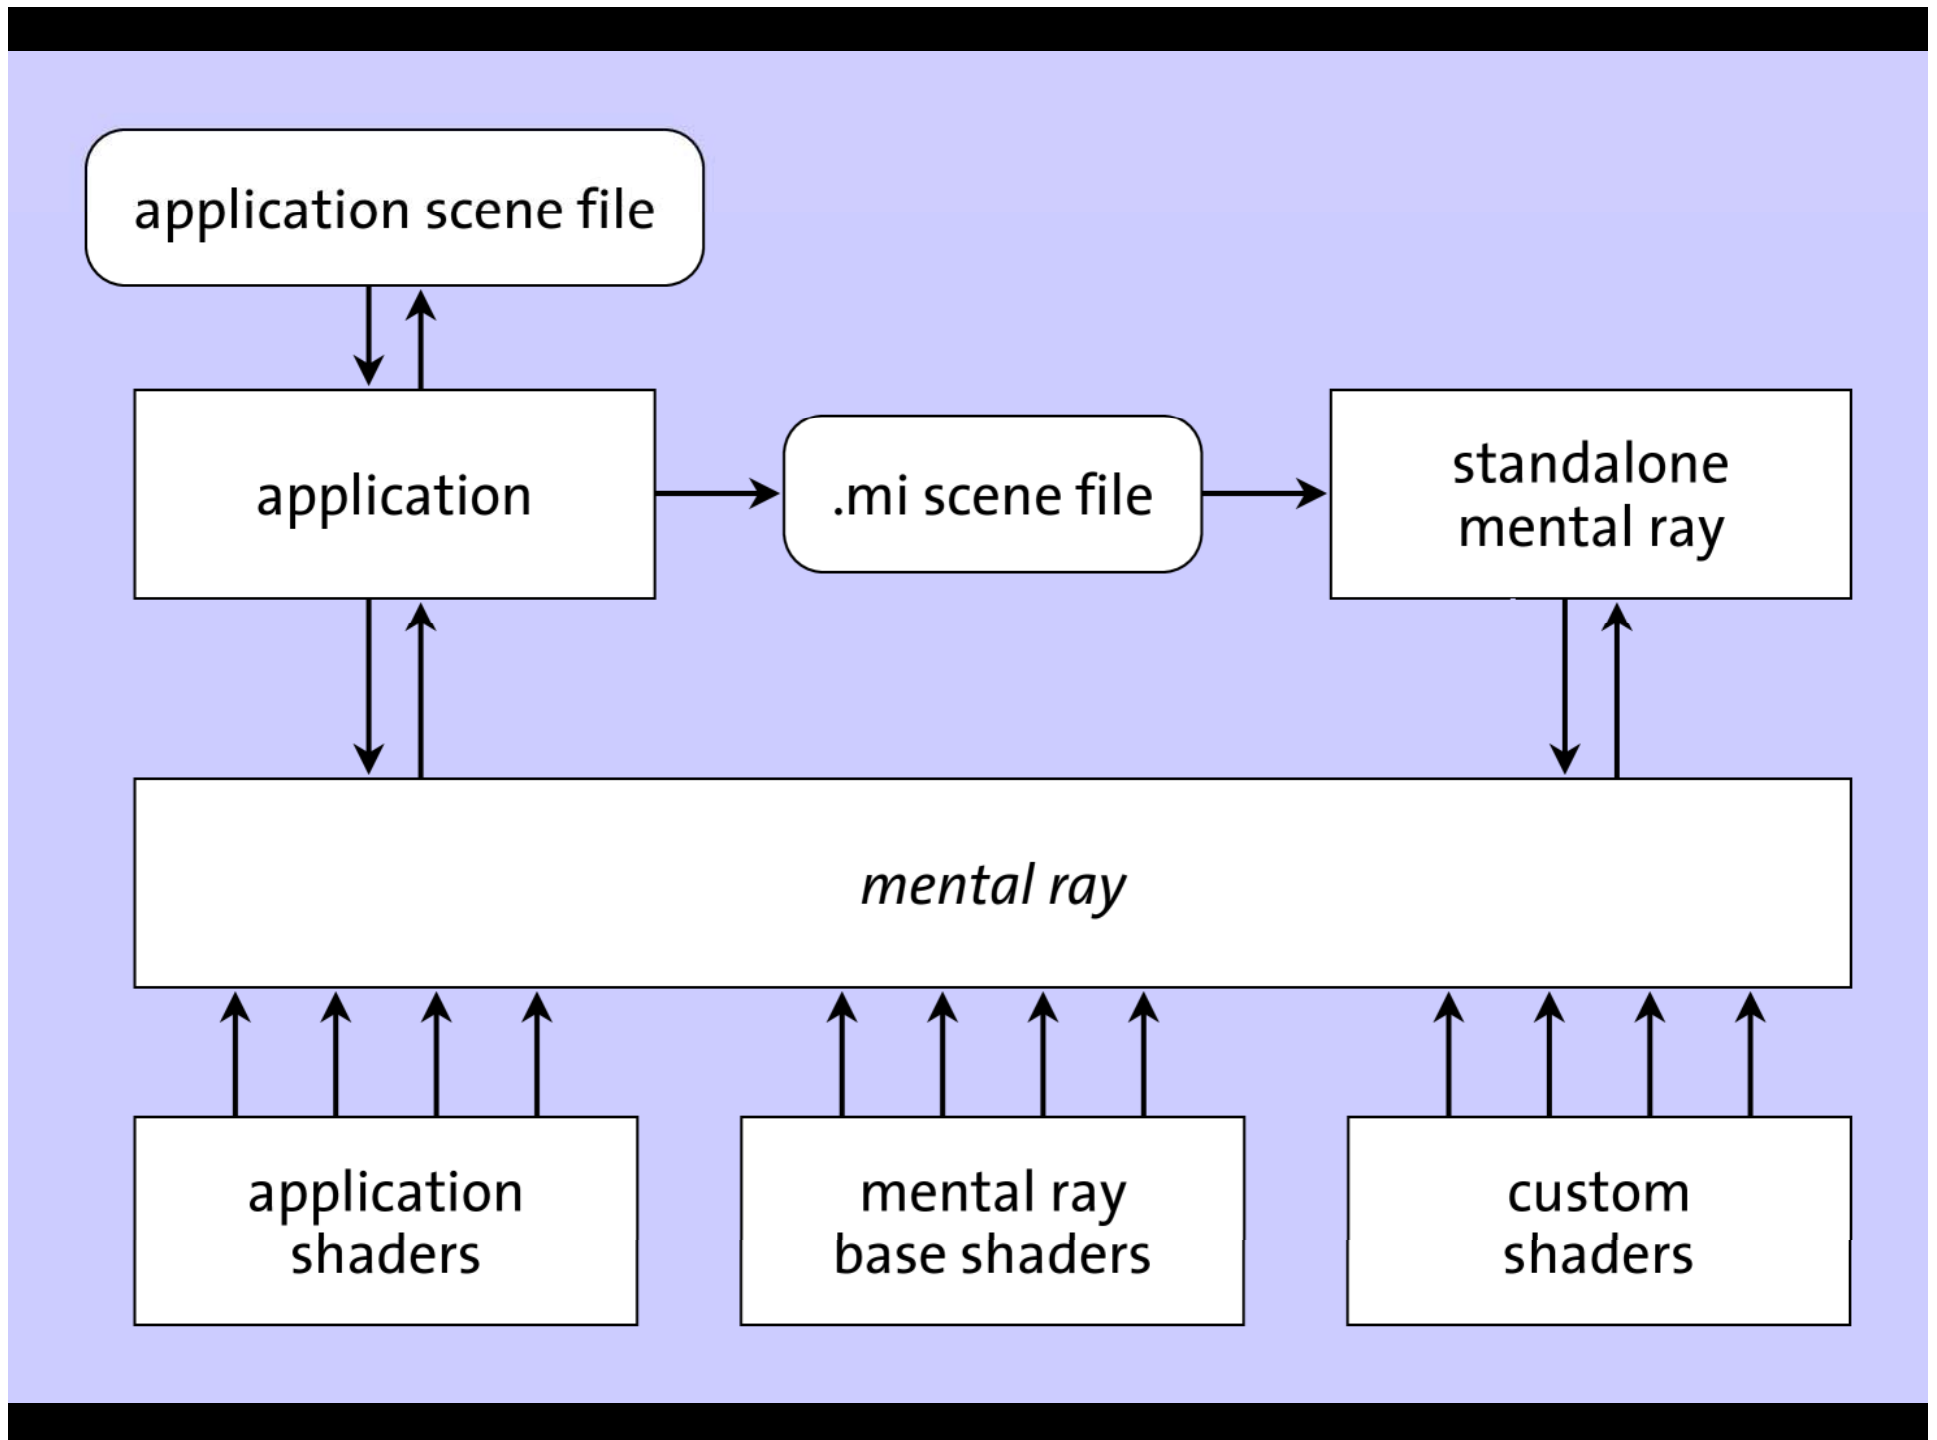 application scene file
application
.mi scene file
standalone
mental ray
mental ray
application
shaders
mental ray
base shaders
custom
shaders